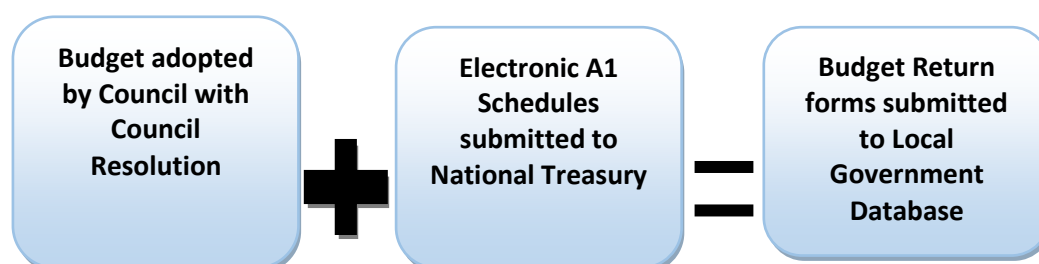 Budget adopted
by Council with
Council
Resolution
Electronic A1
Schedules
submitted to
National Treasury
Budget Return
forms submitted
to Local
Government
Database